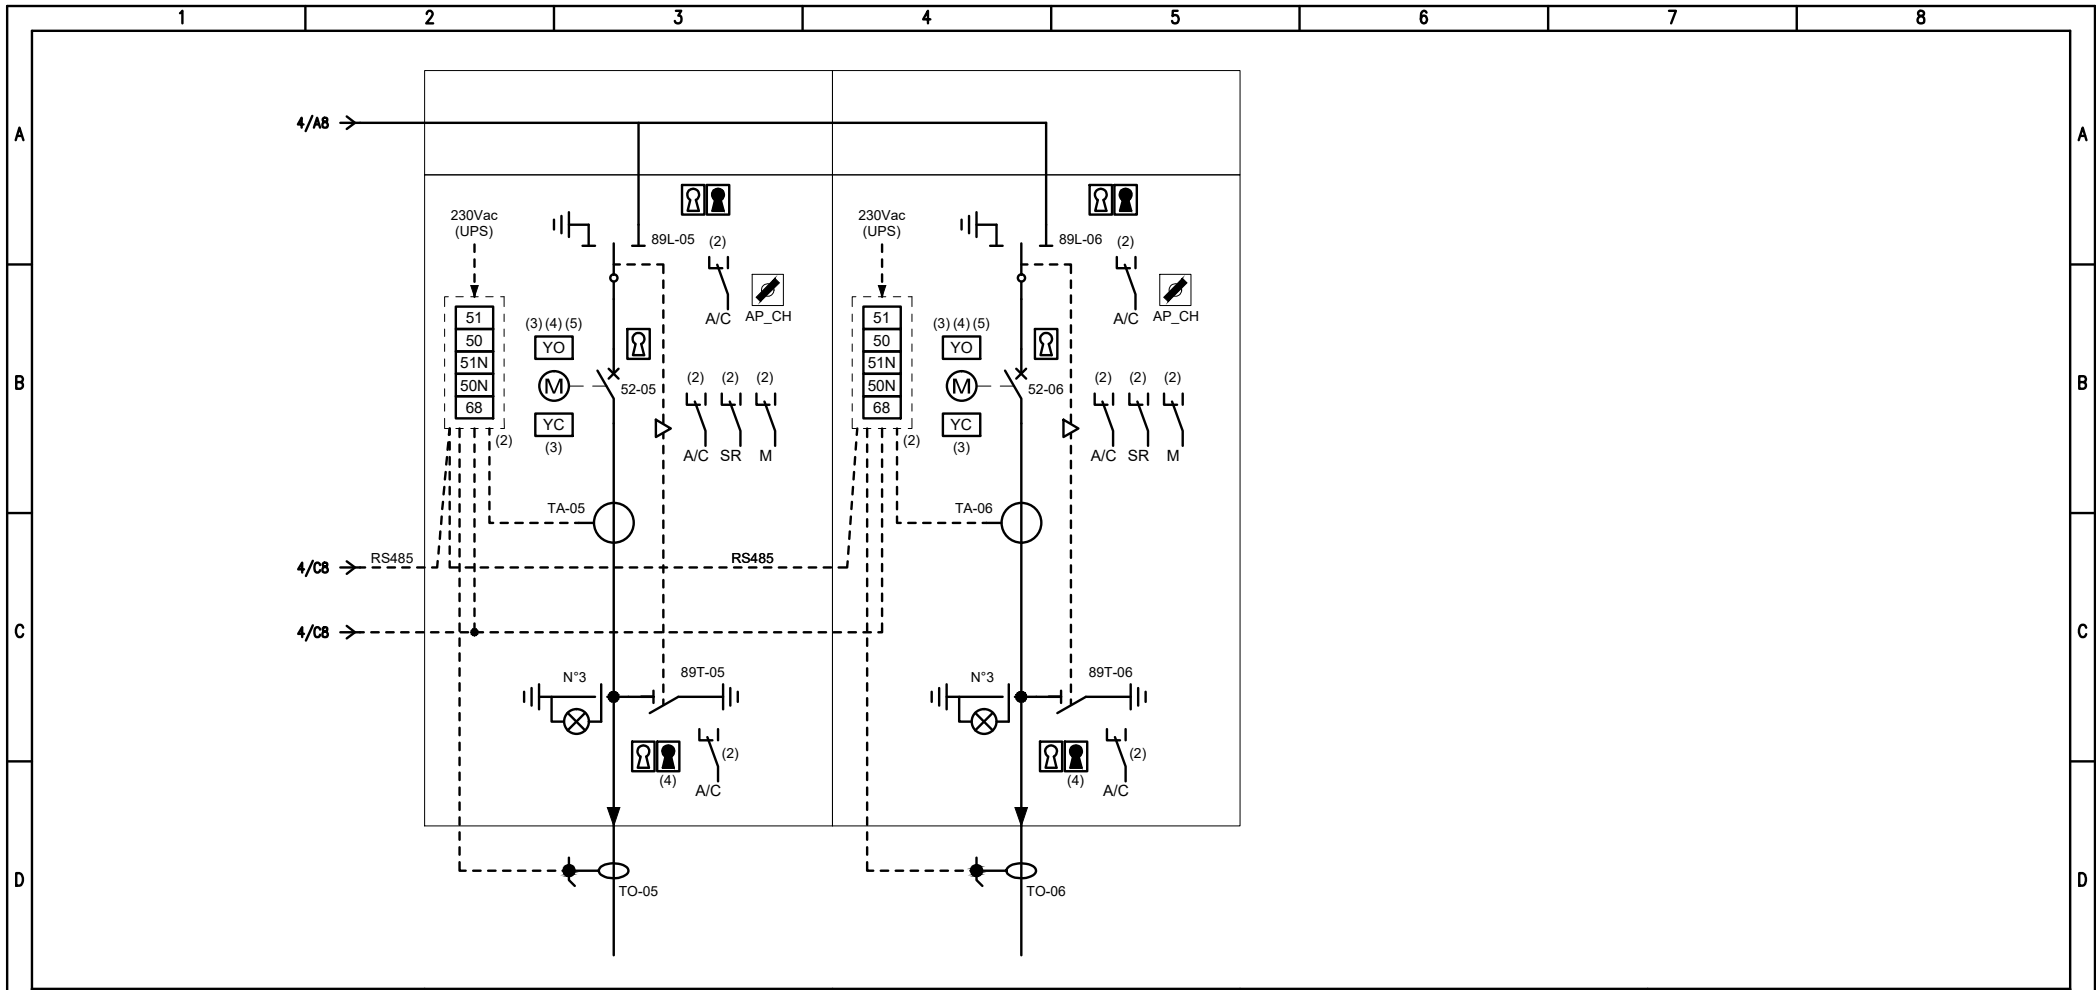 1 2 3 4 5 6 7 8
A A
4/A8
230Vac
(UPS)
89L-05
(2)
230Vac
(UPS)
89L-06
(2)
A/C
AP_CH
A/C
AP_CH
51
50
51N
50N
68
(2)
(3) (4) (5)
YO
M
YC
(3)
52-05
(2) (2) (2)
A/C SR M
51
50
51N
50N
68
(2)
(3) (4) (5)
YO
M
YC
(3)
52-06
(2) (2) (2)
A/C SR M
B B
TA-05
TA-06
4/C8
RS485
RS485
4/C8
C C
N°3
89T-05
N°3
89T-06
(4)
(2)
A/C
(4)
(2)
A/C
D D
TO-05
TO-06